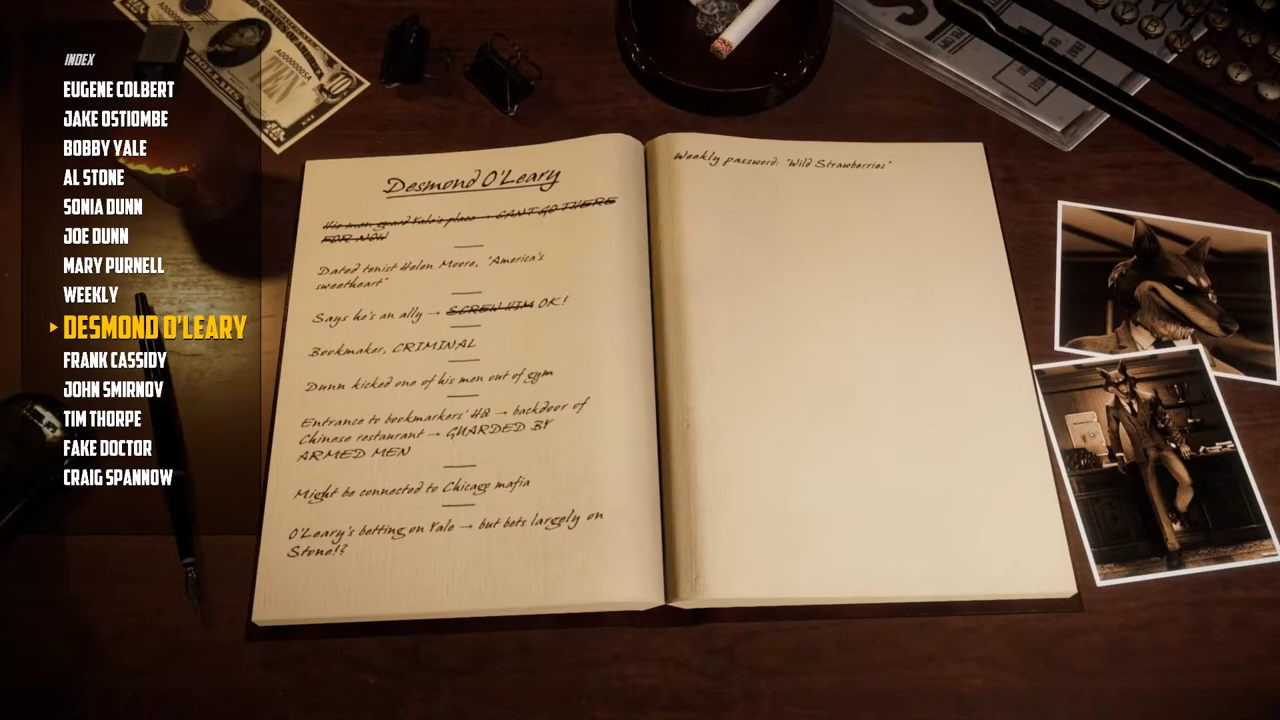 INDEX
EUGENE COLBERT
JAKE OSTIOMBE
BOBBY YALE
AL STONE
SONIA DUNN
JOE DUNN
MARY PURNELL
WEEKLY
DESMOND O'LEARY
FRANK CASSIDY
JOHN SMIRNOV
TIM THORPE
FAKE DOCTOR
CRAIG SPANNOW
Desmond O'Leary
His men guard Yale's place → CAN'T GO THERE
FOR NOW
Dated tenist Helen Moore, "America's
sweetheart"
Says he's an ally → SCREW HIM OK!
Bookmaker, CRIMINAL
Dunn kicked one of his men out of gym
Entrance to bookmarkers' HQ → backdoor of
Chinese restaurant → GUARDED BY
ARMED MEN
Might be connected to Chicago mafia
O'Leary's betting on Yale → but bets largely on
Stone!?
Weekly password: "Wild Strawberries"
TEN